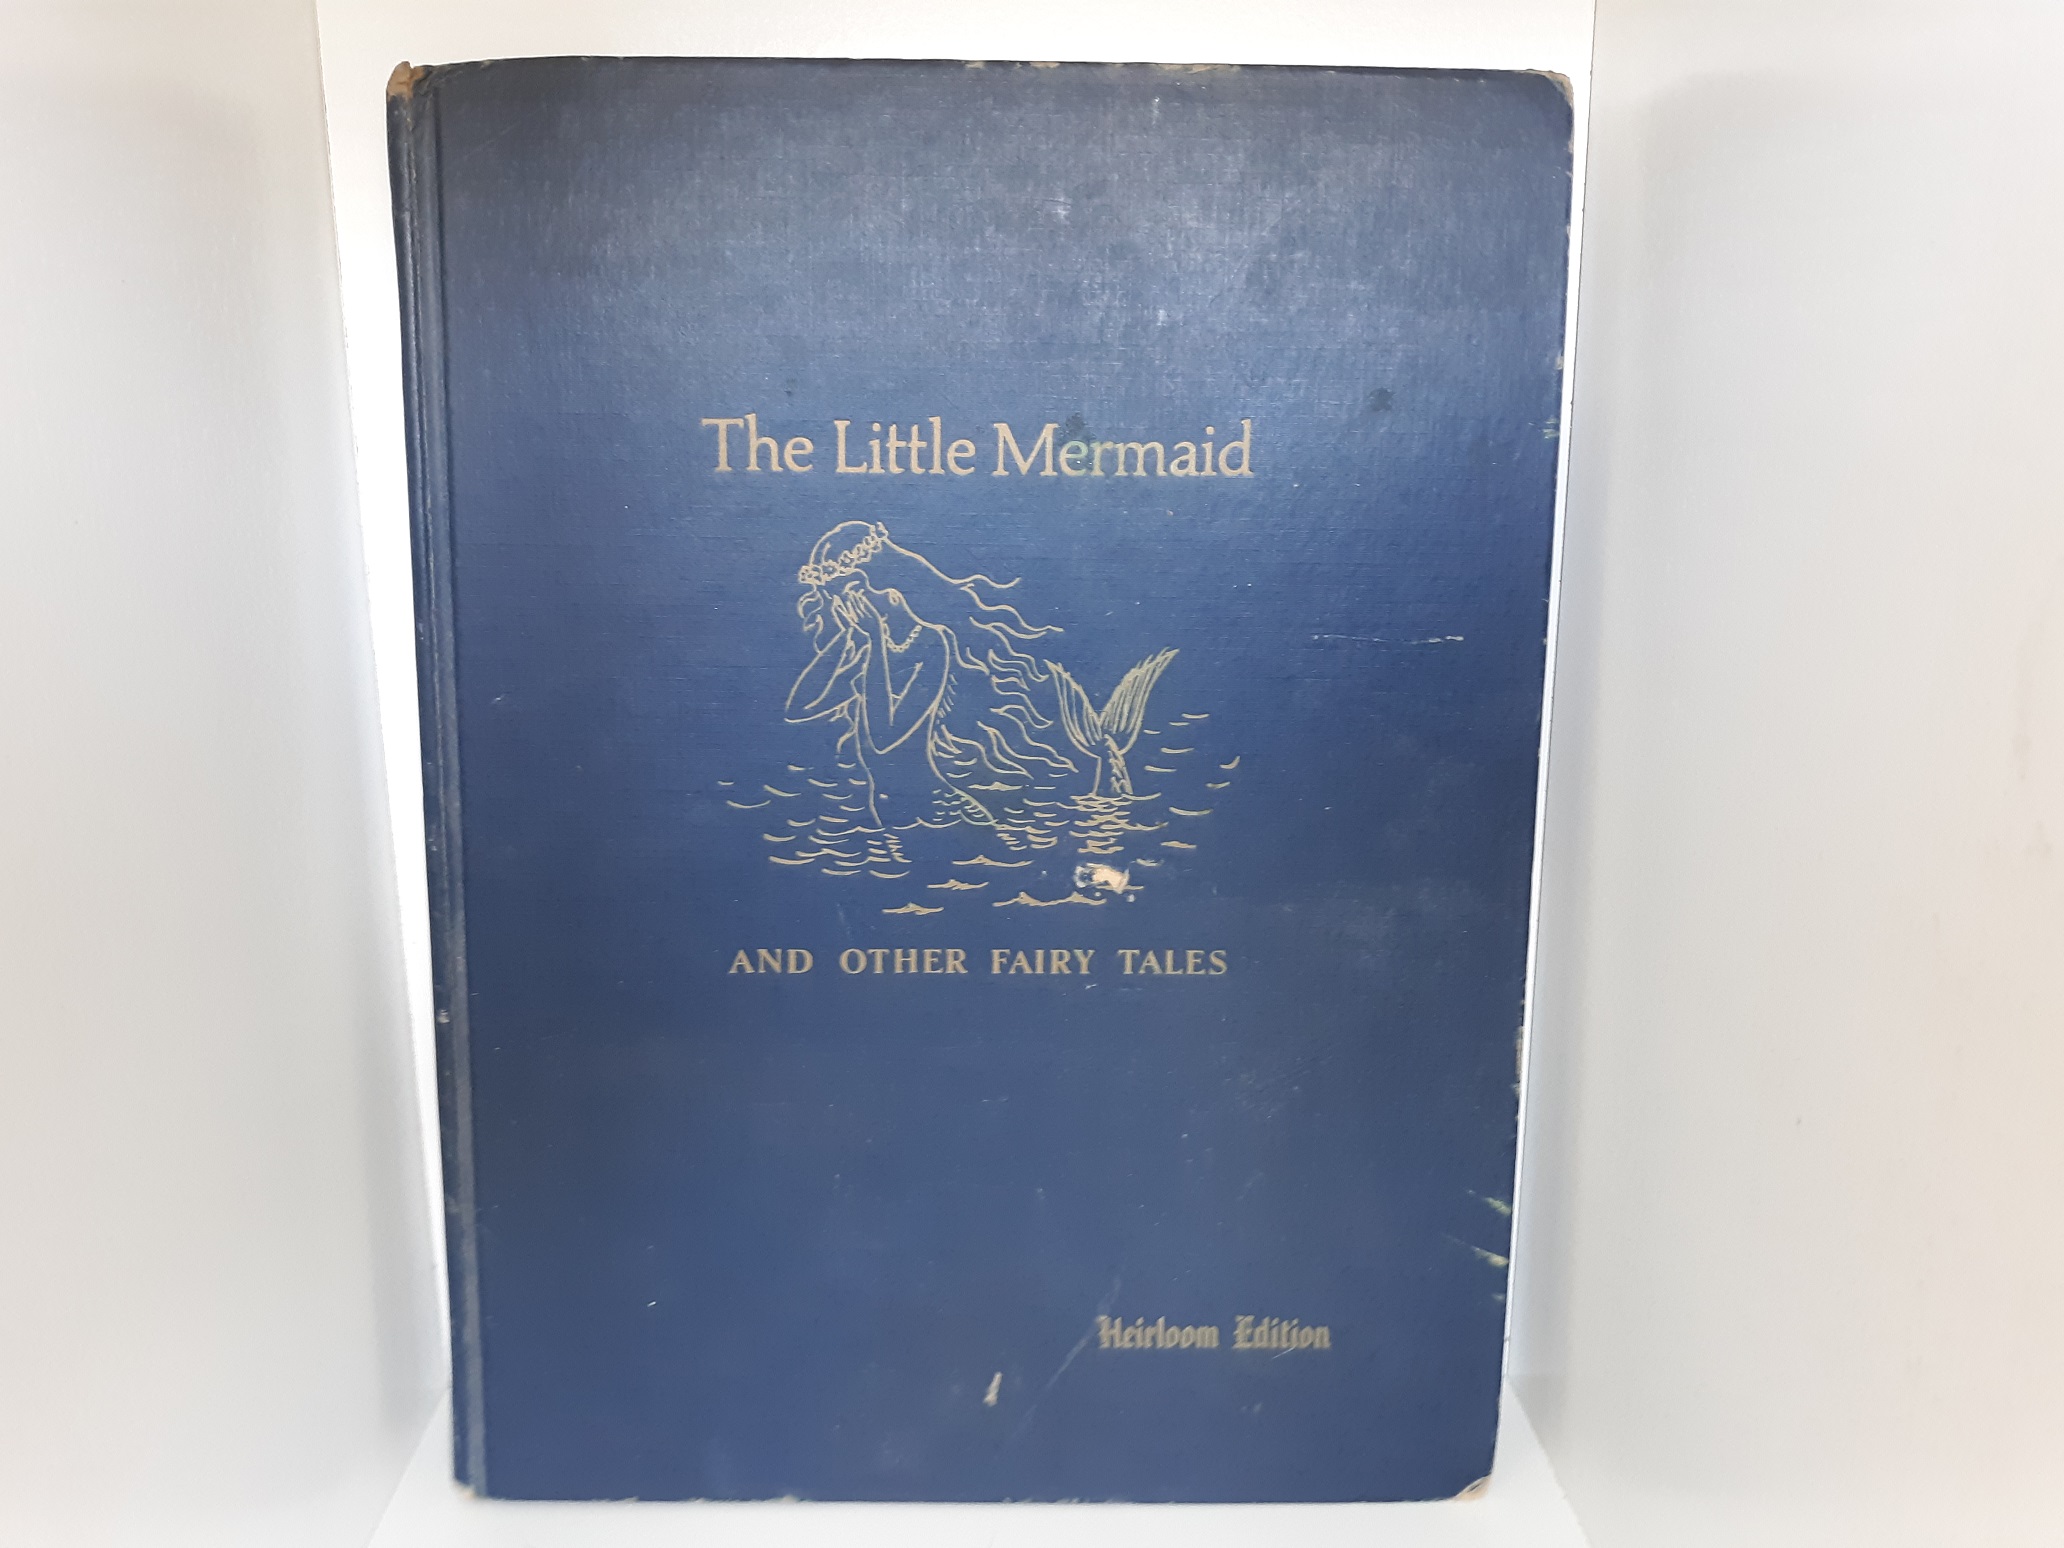 The Little Mermaid
AND OTHER FAIRY TALES
Heirloom Edition